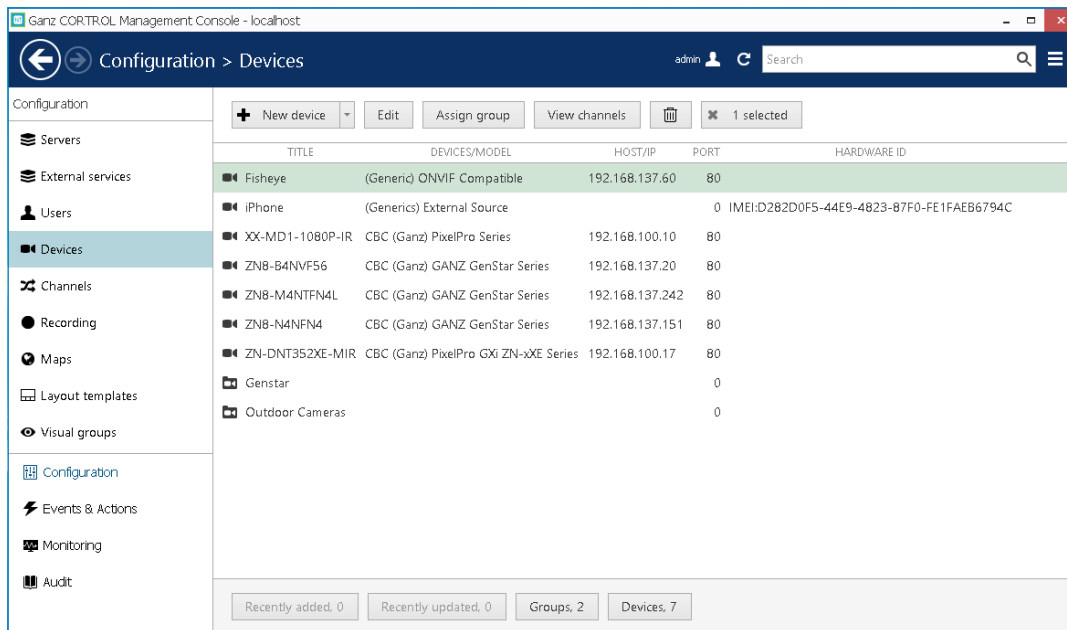 Ganz CORTROL Management Console - localhost
Configuration > Devices
admin
Search
Configuration
Servers
External services
Users
Devices
Channels
Recording
Maps
Layout templates
Visual groups
Configuration
Events & Actions
Monitoring
Audit
New device Edit Assign group View channels 1 selected
TITLE DEVICES/MODEL HOST/IP PORT HARDWARE ID
Fisheye (Generic) ONVIF Compatible 192.168.137.60 80
iPhone (Generics) External Source 0 IMEI:D282D0F5-44E9-4823-87F0-FE1FAEB6794C
XX-MD1-1080P-IR CBC (Ganz) PixelPro Series 192.168.100.10 80
ZN8-B4NVF56 CBC (Ganz) GANZ GenStar Series 192.168.137.20 80
ZN8-M4NTFN4L CBC (Ganz) GANZ GenStar Series 192.168.137.242 80
ZN8-N4NFN4 CBC (Ganz) GANZ GenStar Series 192.168.137.151 80
ZN-DNT352XE-MIR CBC (Ganz) PixelPro GXi ZN-xXE Series 192.168.100.17 80
Genstar 0
Outdoor Cameras 0
Recently added, 0 Recently updated, 0 Groups, 2 Devices, 7